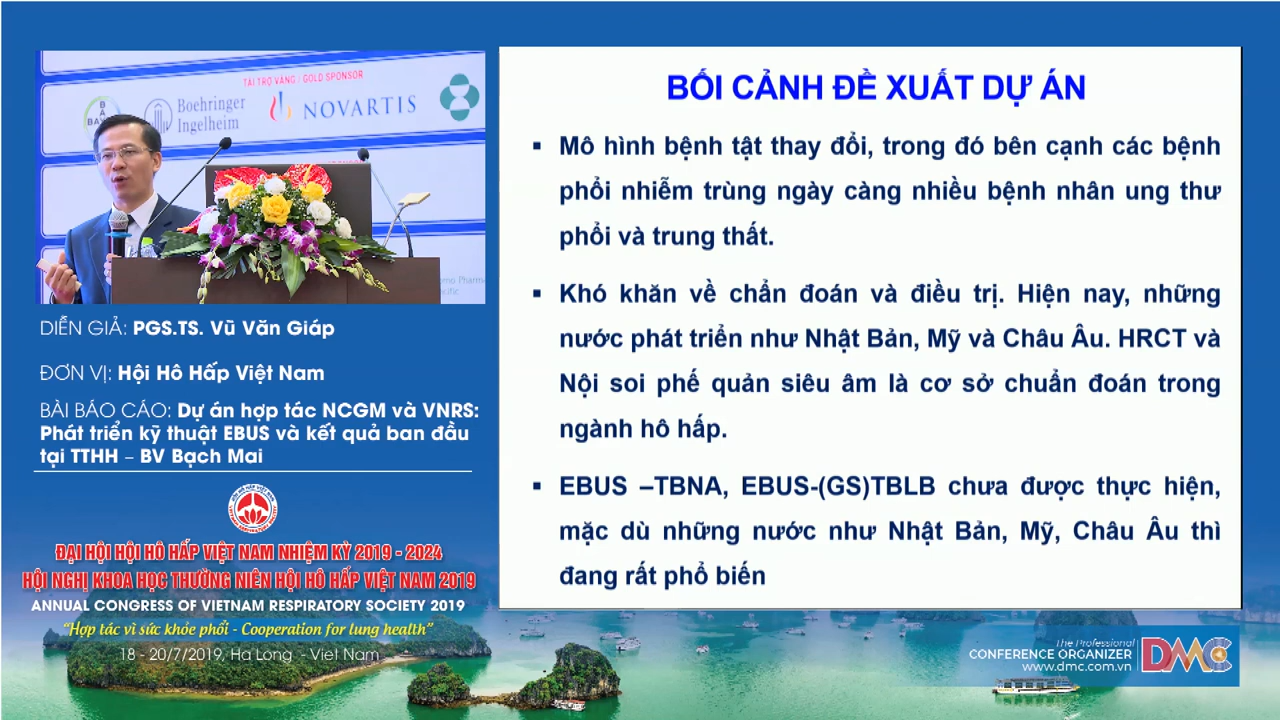 TÀI TRỢ VÀNG / GOLD SPONSOR
Boehringer
Ingelheim
NOVARTIS
DIỄN GIẢ: PGS.TS. Vũ Văn Giáp
ĐƠN VỊ: Hội Hô Hấp Việt Nam
BÀI BÁO CÁO: Dự án hợp tác NCGM và VNRS:
Phát triển kỹ thuật EBUS và kết quả ban đầu
tại TTHH – BV Bạch Mai
ĐẠI HỘI HỘI HÔ HẤP VIỆT NAM NHIỆM KỲ 2019 - 2024
HỘI NGHỊ KHOA HỌC THƯỜNG NIÊN HỘI HÔ HẤP VIỆT NAM 2019
ANNUAL CONGRESS OF VIETNAM RESPIRATORY SOCIETY 2019
“Hợp tác vì sức khỏe phổi - Cooperation for lung health”
18 - 20/7/2019, Ha Long - Viet Nam
BỐI CẢNH ĐỀ XUẤT DỰ ÁN
▪ Mô hình bệnh tật thay đổi, trong đó bên cạnh các bệnh
phổi nhiễm trùng ngày càng nhiều bệnh nhân ung thư
phổi và trung thất.
▪ Khó khăn về chẩn đoán và điều trị. Hiện nay, những
nước phát triển như Nhật Bản, Mỹ và Châu Âu. HRCT và
Nội soi phế quản siêu âm là cơ sở chuẩn đoán trong
ngành hô hấp.
▪ EBUS –TBNA, EBUS-(GS)TBLB chưa được thực hiện,
mặc dù những nước như Nhật Bản, Mỹ, Châu Âu thì
đang rất phổ biến
The Professional
CONFERENCE ORGANIZER
www.dmc.com.vn
DMC